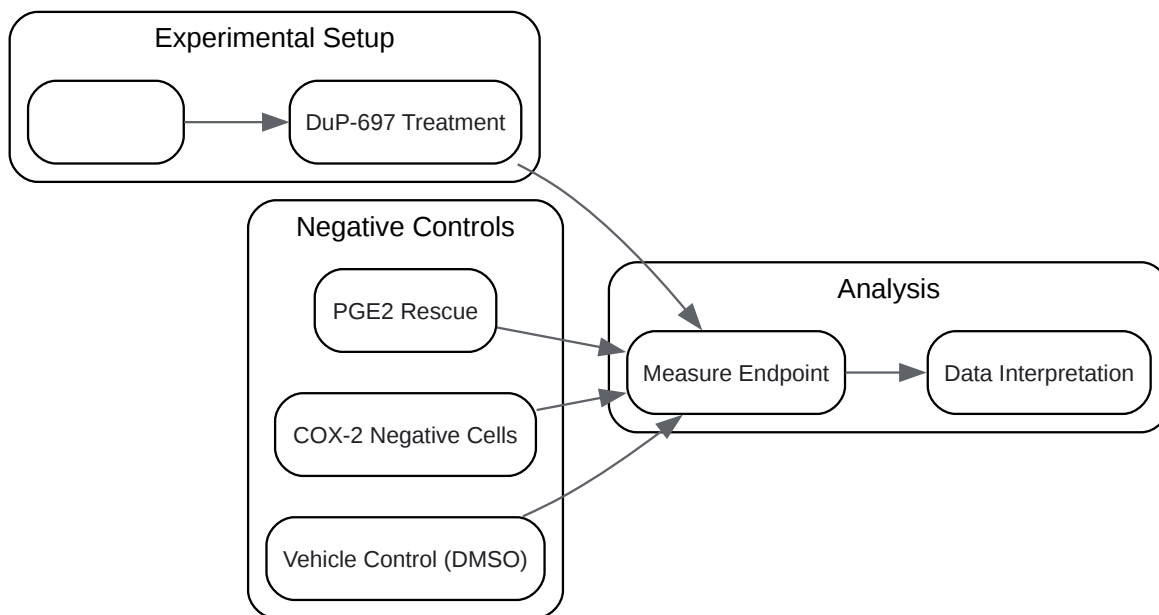 Experimental Setup
DuP-697 Treatment
Negative Controls
PGE2 Rescue
COX-2 Negative Cells
Vehicle Control (DMSO)
Analysis
Measure Endpoint
Data Interpretation